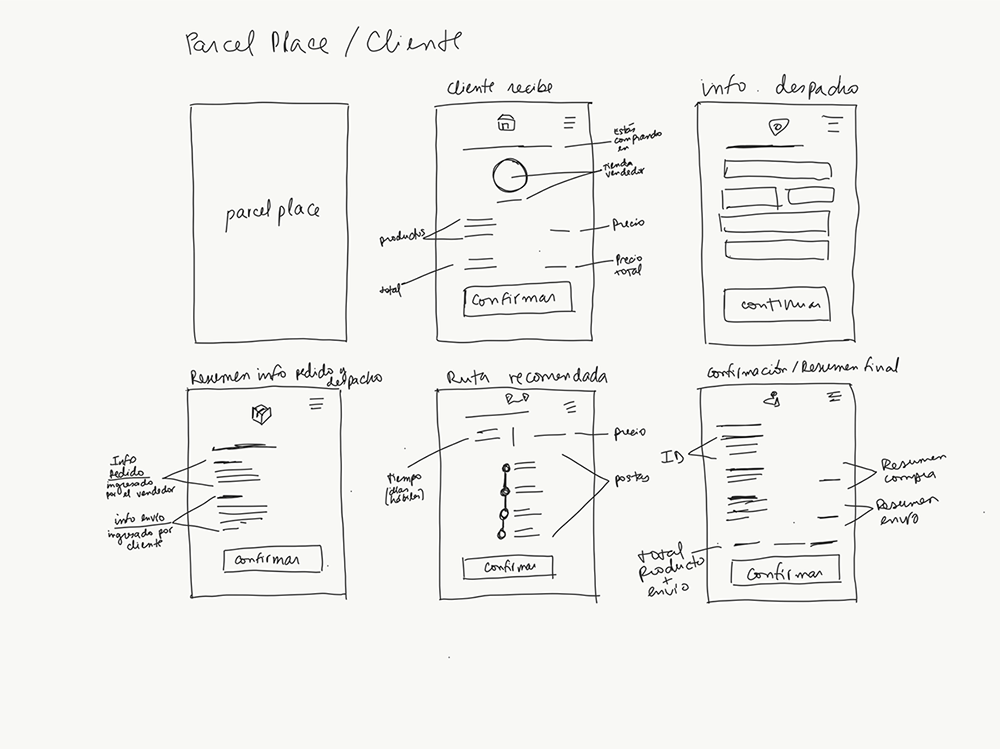 Parcel Place / Cliente
parcel place
cliente recibe
Estás
comprando
en
tienda
vendedor
productos
Precio
total
Precio
total
confirmar
info. despacho
continuar
Resumen info pedido y
despacho
Info
Pedido
ingresado
por el vendedor
info envío
ingresado por
cliente
confirmar
Ruta recomendada
precio
tiempo
(días
hábiles)
postas
confirmar
Confirmación/Resumen final
ID
Resumen
compra
Resumen
envío
total
Producto
+
envío
confirmar